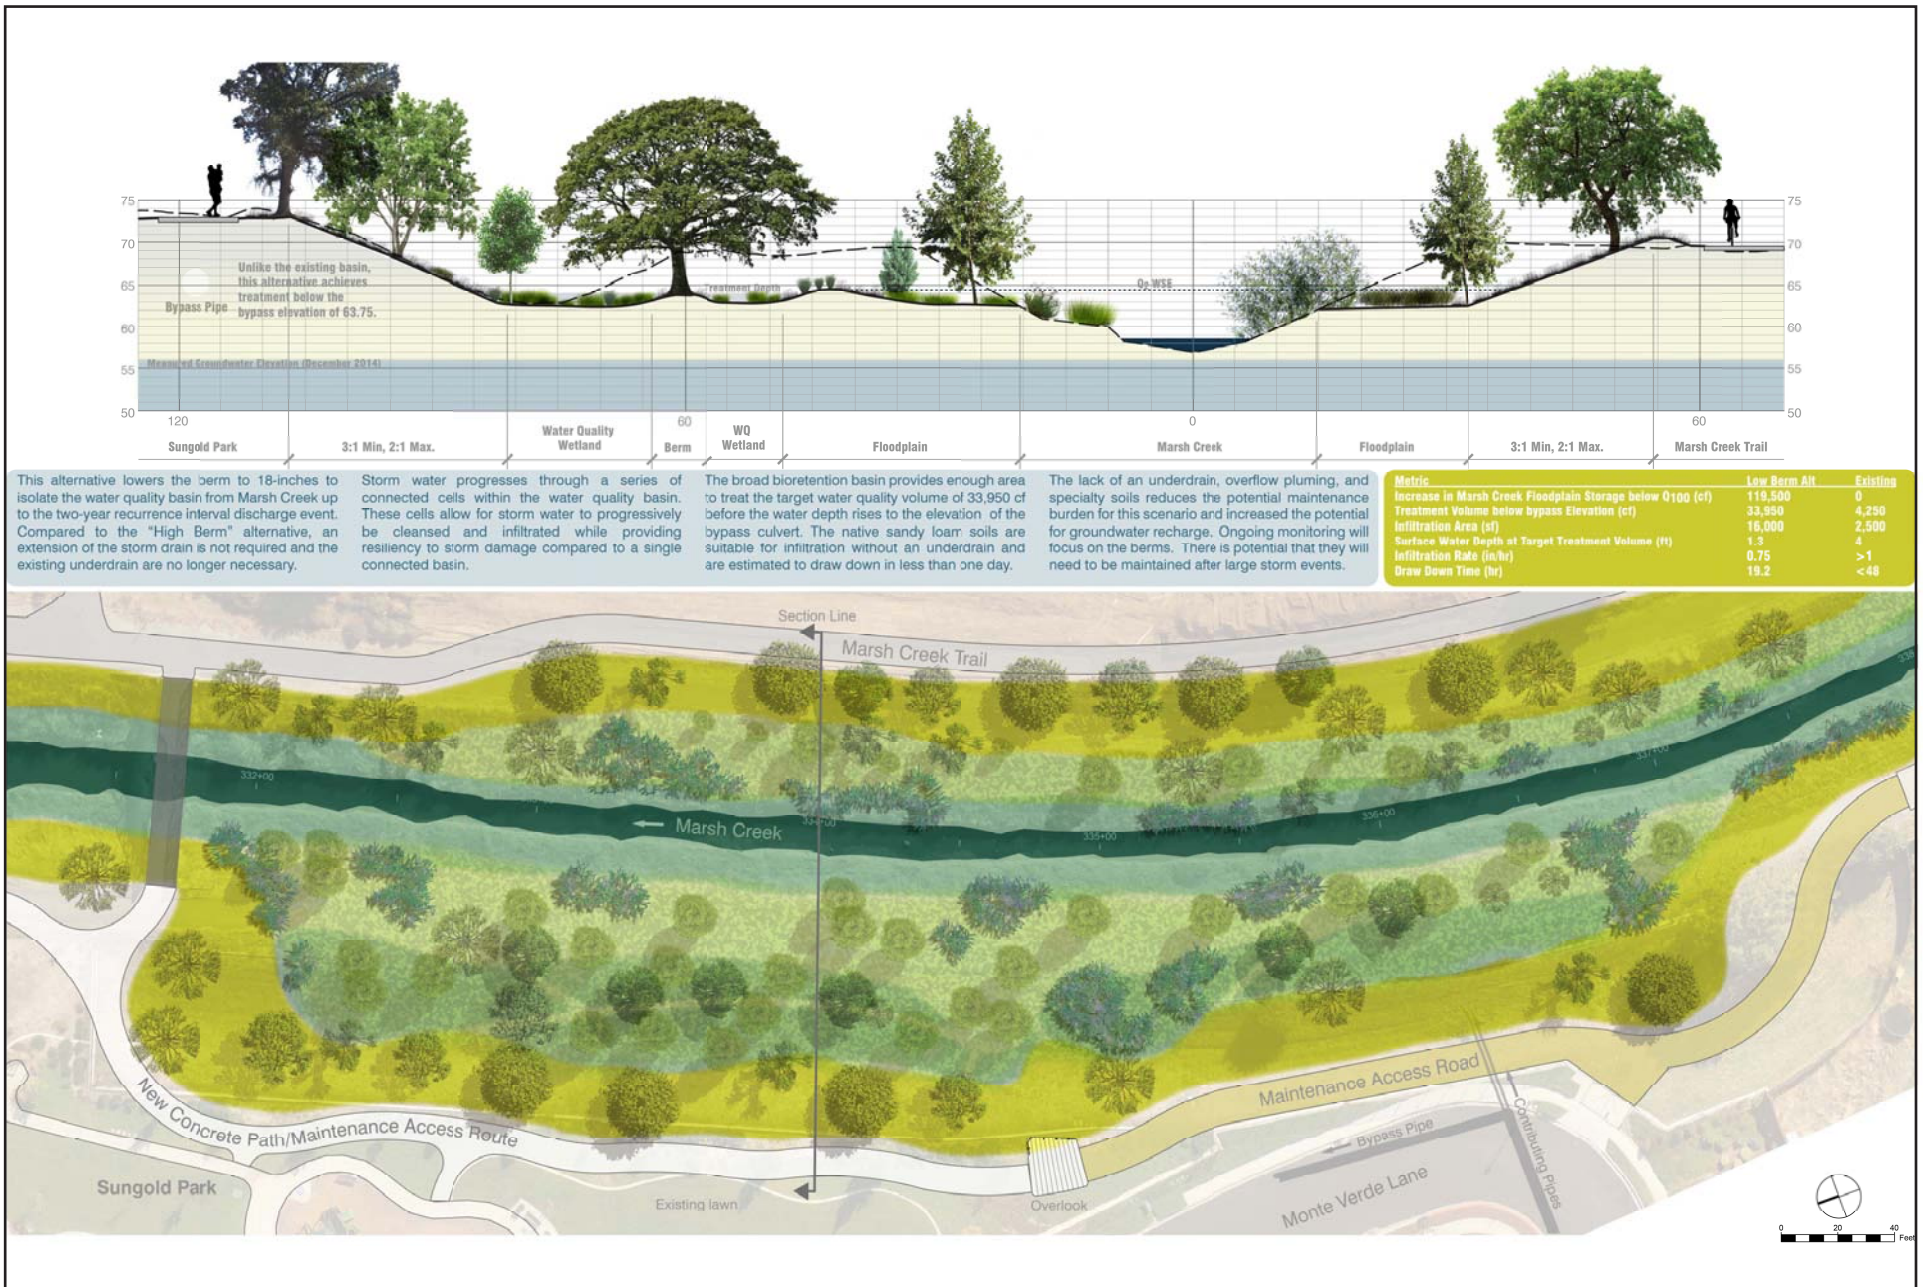 75
70
65
60
55
50
75
70
65
60
55
50
Unlike the existing basin,
this alternative achieves
treatment below the
bypass elevation of 63.75.
Bypass Pipe
Treatment Depth
Q2 WSE
Measured Groundwater Elevation (December 2014)
120
60
0
60
Sungold Park
3:1 Min, 2:1 Max.
Water Quality
Wetland
Berm
WQ
Wetland
Floodplain
Marsh Creek
Floodplain
3:1 Min, 2:1 Max.
Marsh Creek Trail
This alternative lowers the berm to 18-inches to
isolate the water quality basin from Marsh Creek up
to the two-year recurrence interval discharge event.
Compared to the "High Berm" alternative, an
extension of the storm drain is not required and the
existing underdrain are no longer necessary.
Storm water progresses through a series of
connected cells within the water quality basin.
These cells allow for storm water to progressively
be cleansed and infiltrated while providing
resiliency to storm damage compared to a single
connected basin.
The broad bioretention basin provides enough area
to treat the target water quality volume of 33,950 cf
before the water depth rises to the elevation of the
bypass culvert. The native sandy loam soils are
suitable for infiltration without an underdrain and
are estimated to draw down in less than one day.
The lack of an underdrain, overflow pluming, and
specialty soils reduces the potential maintenance
burden for this scenario and increased the potential
for groundwater recharge. Ongoing monitoring will
focus on the berms. There is potential that they will
need to be maintained after large storm events.
Metric Low Berm Alt Existing
Increase in Marsh Creek Floodplain Storage below Q100 (cf) 119,500 0
Treatment Volume below bypass Elevation (cf) 33,950 4,250
Infiltration Area (sf) 16,000 2,500
Surface Water Depth at Target Treatment Volume (ft) 1.3 4
Infiltration Rate (in/hr) 0.75 >1
Draw Down Time (hr) 19.2 <48
Section Line
Marsh Creek Trail
332+00
Marsh Creek
335+00
336+00
337+00
New Concrete Path/Maintenance Access Route
Maintenance Access Road
Contributing Pipes
Bypass Pipe
Monte Verde Lane
Sungold Park
Existing lawn
Overlook
0 20 40
Feet